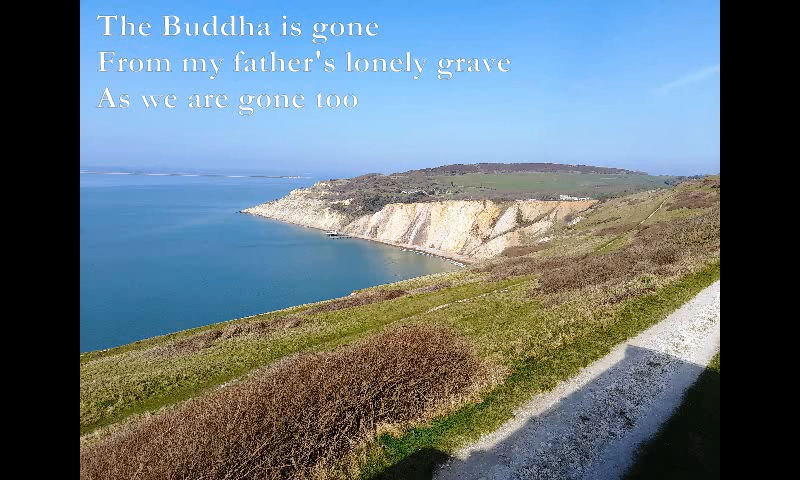 The Buddha is gone
From my father's lonely grave
As we are gone too